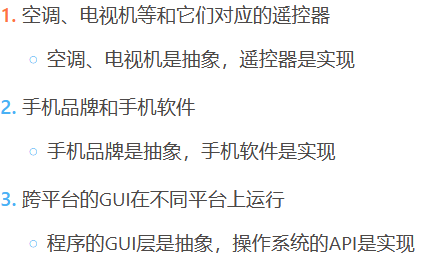 1. 空调、电视机等和它们对应的遥控器
空调、电视机是抽象，遥控器是实现
2. 手机品牌和手机软件
手机品牌是抽象，手机软件是实现
3. 跨平台的GUI在不同平台上运行
程序的GUI层是抽象，操作系统的API是实现